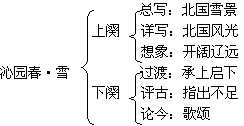 沁园春·雪
上阕
总写：北国雪景
详写：北国风光
想象：开阔辽远
下阕
过渡：承上启下
评古：指出不足
论今：歌颂